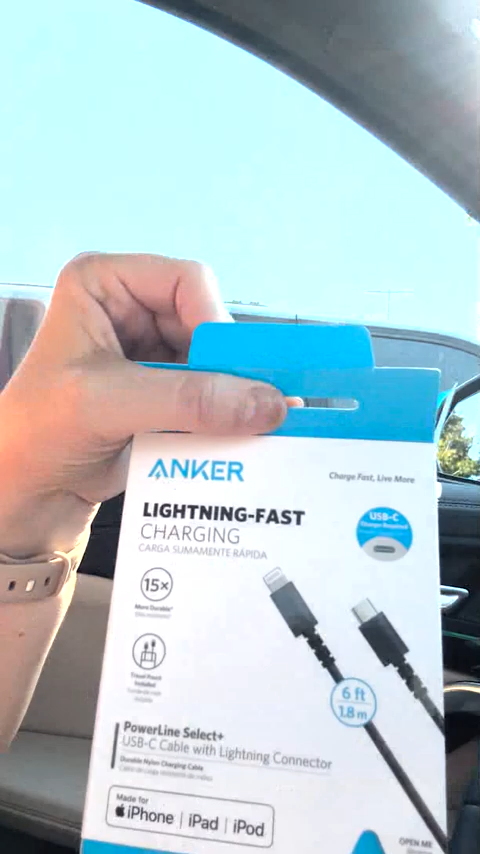 ANKER
Charge Fast, Live More
LIGHTNING-FAST
CHARGING
CARGA SUMAMENTE RÁPIDA
USB-C
Charger Required
15×
More Durable*
Travel Pouch
Included
6 ft
1.8 m
PowerLine Select+
USB-C Cable with Lightning Connector
Durable Nylon Charging Cable
Made for
iPhone | iPad | iPod
OPEN ME